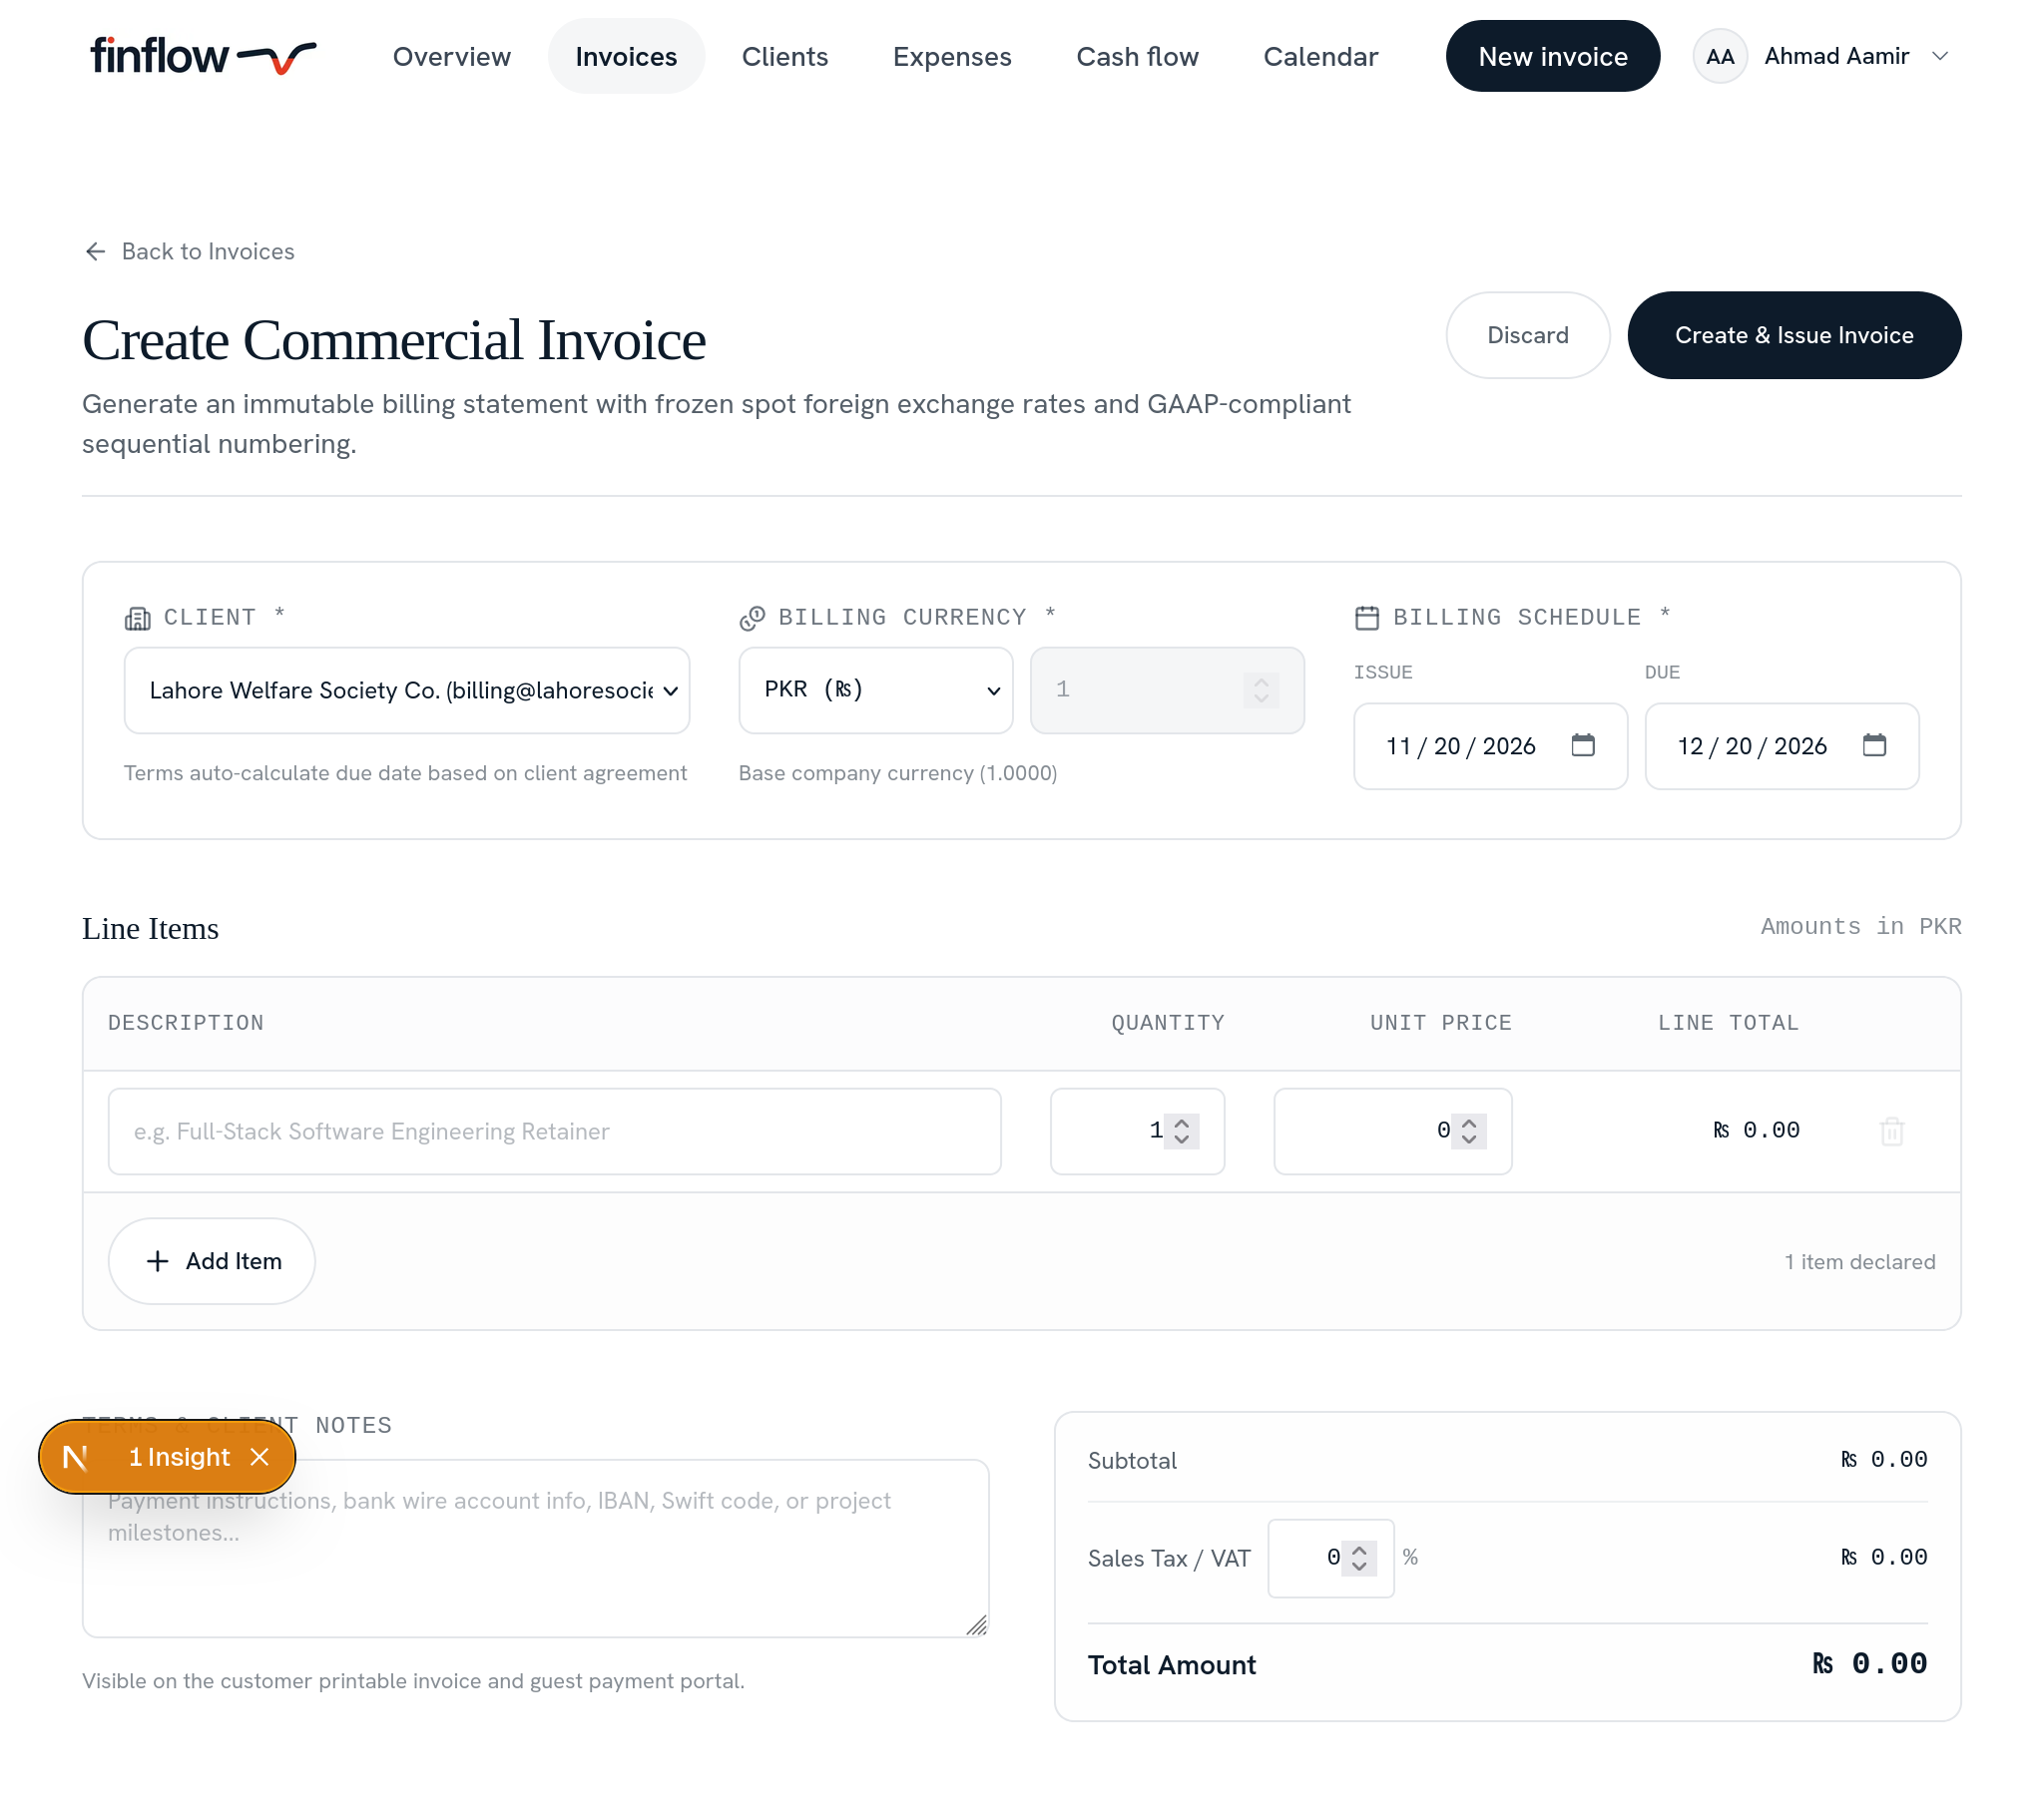 finflow
Overview
Invoices
Clients
Expenses
Cash flow
Calendar
New invoice
AA
Ahmad Aamir
Back to Invoices
Create Commercial Invoice
Discard
Create & Issue Invoice
Generate an immutable billing statement with frozen spot foreign exchange rates and GAAP-compliant
sequential numbering.
CLIENT *
BILLING CURRENCY *
BILLING SCHEDULE *
ISSUE
DUE
Lahore Welfare Society Co. (billing@lahoresocie
PKR (₨)
1
11 / 20 / 2026
12 / 20 / 2026
Terms auto-calculate due date based on client agreement
Base company currency (1.0000)
Line Items
Amounts in PKR
DESCRIPTION
QUANTITY
UNIT PRICE
LINE TOTAL
e.g. Full-Stack Software Engineering Retainer
1
0
₨ 0.00
Add Item
1 item declared
TERMS & CLIENT NOTES
N 1 Insight
Payment instructions, bank wire account info, IBAN, Swift code, or project
milestones...
Visible on the customer printable invoice and guest payment portal.
Subtotal
₨ 0.00
Sales Tax / VAT
0
%
₨ 0.00
Total Amount
₨ 0.00